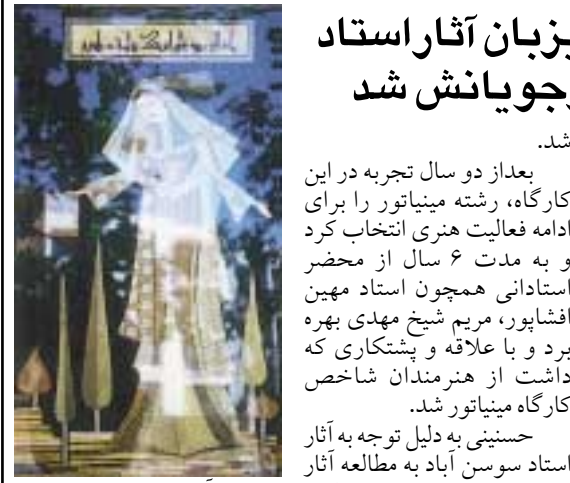 یزبان آثار استاد
رجویانش شد
شد.
بعداز دو سال تجربه در این
کارگاه، رشته مینیاتور را برای
ادامه فعالیت هنری انتخاب کرد
و به مدت ۶ سال از محضر
استادانی همچون استاد مهین
افشاپور، مریم شیخ مهدی بهره
برد و با علاقه و پشتکاری که
داشت از هنرمندان شاخص
کارگاه مینیاتور شد.
حسنینی به دلیل توجه به آثار
استاد سوسن آباد به مطالعه آثار